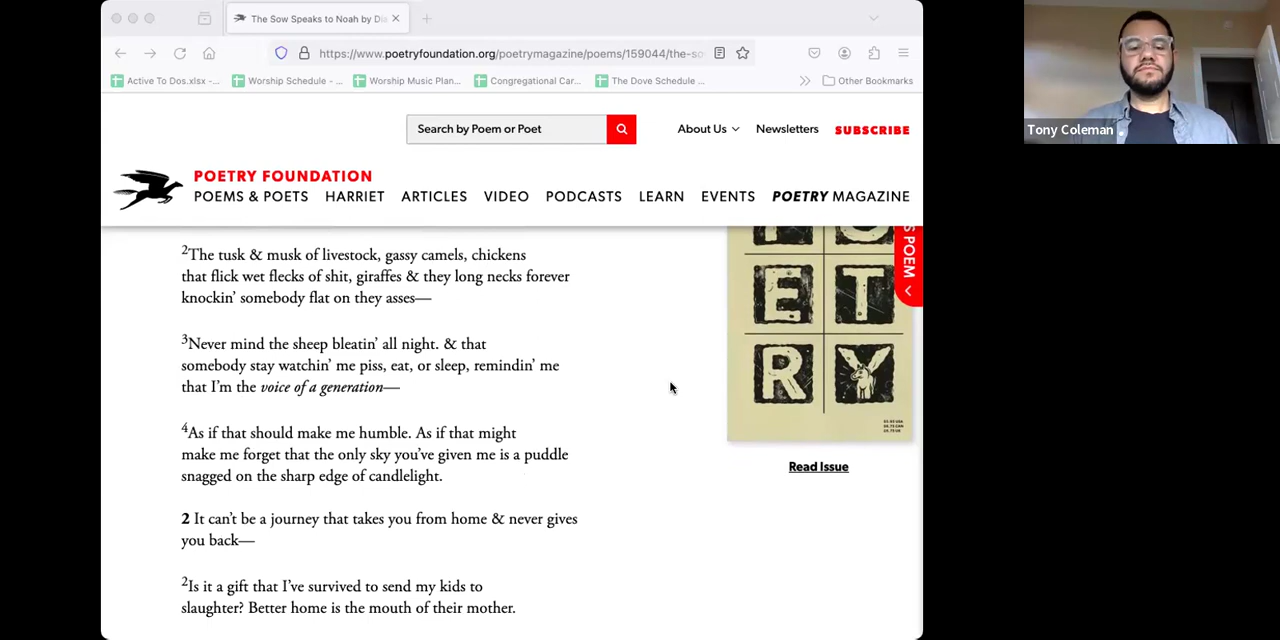 The Sow Speaks to Noah by Dia
https://www.poetryfoundation.org/poetrymagazine/poems/159044/the-so
Active To Dos.xlsx -
Worship Schedule - ...
Worship Music Plan...
Congregational Car...
The Dove Schedule ...
Other Bookmarks
Search by Poem or Poet
About Us
Newsletters
SUBSCRIBE
POETRY FOUNDATION
POEMS & POETS HARRIET ARTICLES VIDEO PODCASTS LEARN EVENTS POETRY MAGAZINE
2The tusk & musk of livestock, gassy camels, chickens
that flick wet flecks of shit, giraffes & they long necks forever
knockin’ somebody flat on they asses—
3Never mind the sheep bleatin’ all night. & that
somebody stay watchin’ me piss, eat, or sleep, remindin’ me
that I’m the voice of a generation—
4As if that should make me humble. As if that might
make me forget that the only sky you’ve given me is a puddle
snagged on the sharp edge of candlelight.
2 It can’t be a journey that takes you from home & never gives
you back—
2Is it a gift that I’ve survived to send my kids to
slaughter? Better home is the mouth of their mother.
E T
R Y
POEM
Read Issue
Tony Coleman